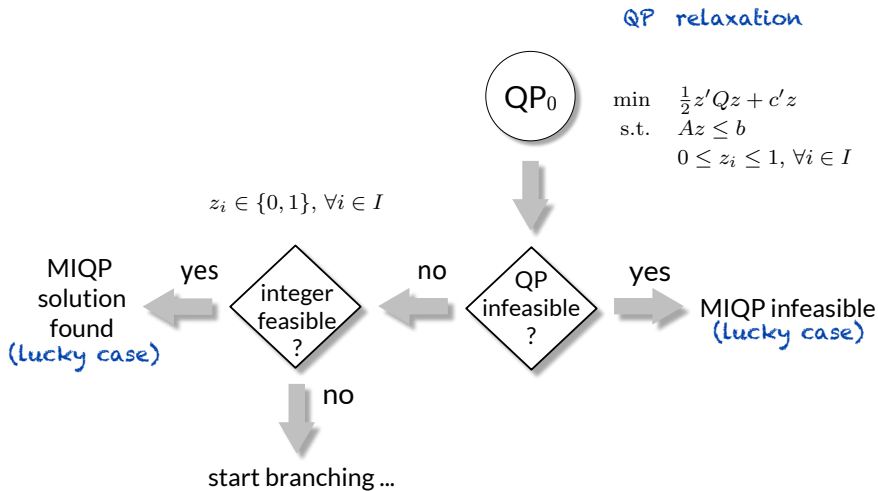 QP relaxation
QP₀
min ½ z′Qz + c′z
s.t. Az ≤ b
0 ≤ zᵢ ≤ 1, ∀i ∈ I
zᵢ ∈ {0, 1}, ∀i ∈ I
MIQP
solution
found
(lucky case)
yes
integer
feasible
?
no
QP
infeasible
?
yes
MIQP infeasible
(lucky case)
no
start branching ...